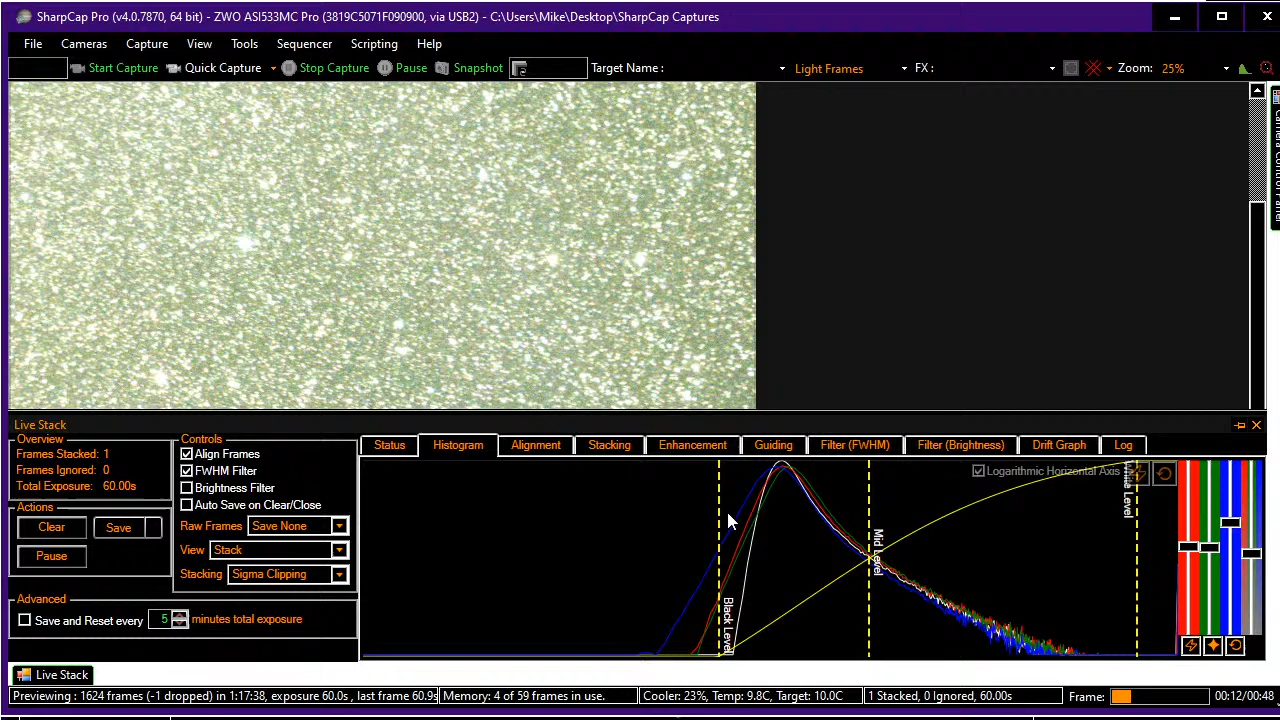 SharpCap Pro (v4.0.7870, 64 bit) - ZWO ASI533MC Pro (3819C5071F090900, via USB2) - C:\Users\Mike\Desktop\SharpCap Captures
File Cameras Capture View Tools Sequencer Scripting Help
Start Capture Quick Capture Stop Capture Pause Snapshot Target Name : Light Frames FX : Zoom: 25%
Live Stack
Overview
Frames Stacked: 1
Frames Ignored: 0
Total Exposure: 60.00s
Actions
Clear Save
Pause
Controls
Align Frames
FWHM Filter
Brightness Filter
Auto Save on Clear/Close
Raw Frames Save None
View Stack
Stacking Sigma Clipping
Advanced
Save and Reset every 5 minutes total exposure
Status Histogram Alignment Stacking Enhancement Guiding Filter (FWHM) Filter (Brightness) Drift Graph Log
Logarithmic Horizontal Axis
Black Level
Mid Level
White Level
Live Stack
Previewing : 1624 frames (-1 dropped) in 1:17:38, exposure 60.0s , last frame 60.9s Memory: 4 of 59 frames in use. Cooler: 23%, Temp: 9.8C, Target: 10.0C 1 Stacked, 0 Ignored, 60.00s Frame: 00:12/00:48